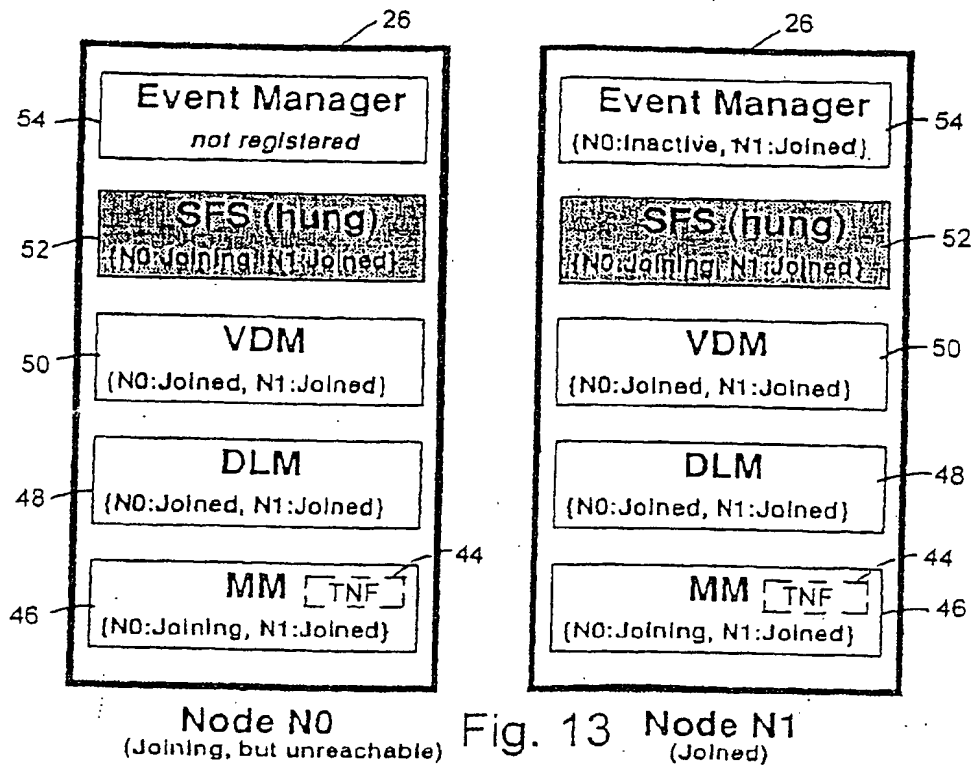 26
Event Manager
not registered
54
SFS (hung)
{N0:Joining, N1:Joined}
52
VDM
{N0:Joined, N1:Joined}
50
DLM
{N0:Joined, N1:Joined}
48
MM
TNF
44
{N0:Joining, N1:Joined}
46
Node N0
(Joining, but unreachable)
26
Event Manager
{N0:Inactive, N1:Joined}
54
SFS (hung)
{N0:Joining, N1:Joined}
52
VDM
{N0:Joined, N1:Joined}
50
DLM
{N0:Joined, N1:Joined}
48
MM
TNF
44
{N0:Joining, N1:Joined}
46
Fig. 13
Node N1
(Joined)